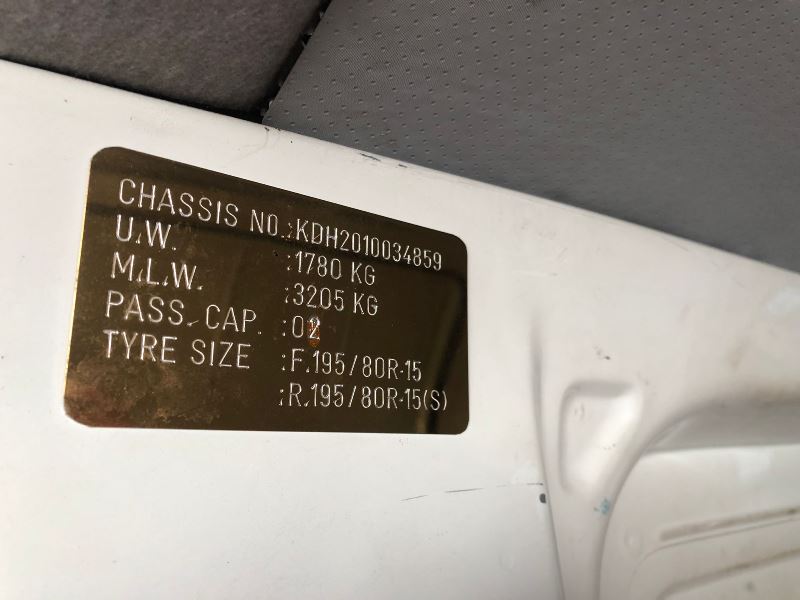 CHASSIS NO.:KDH2010034859
U.W. :1780 KG
M.L.W. :3205 KG
PASS. CAP. :02
TYRE SIZE :F.195/80R-15
:R.195/80R-15(S)